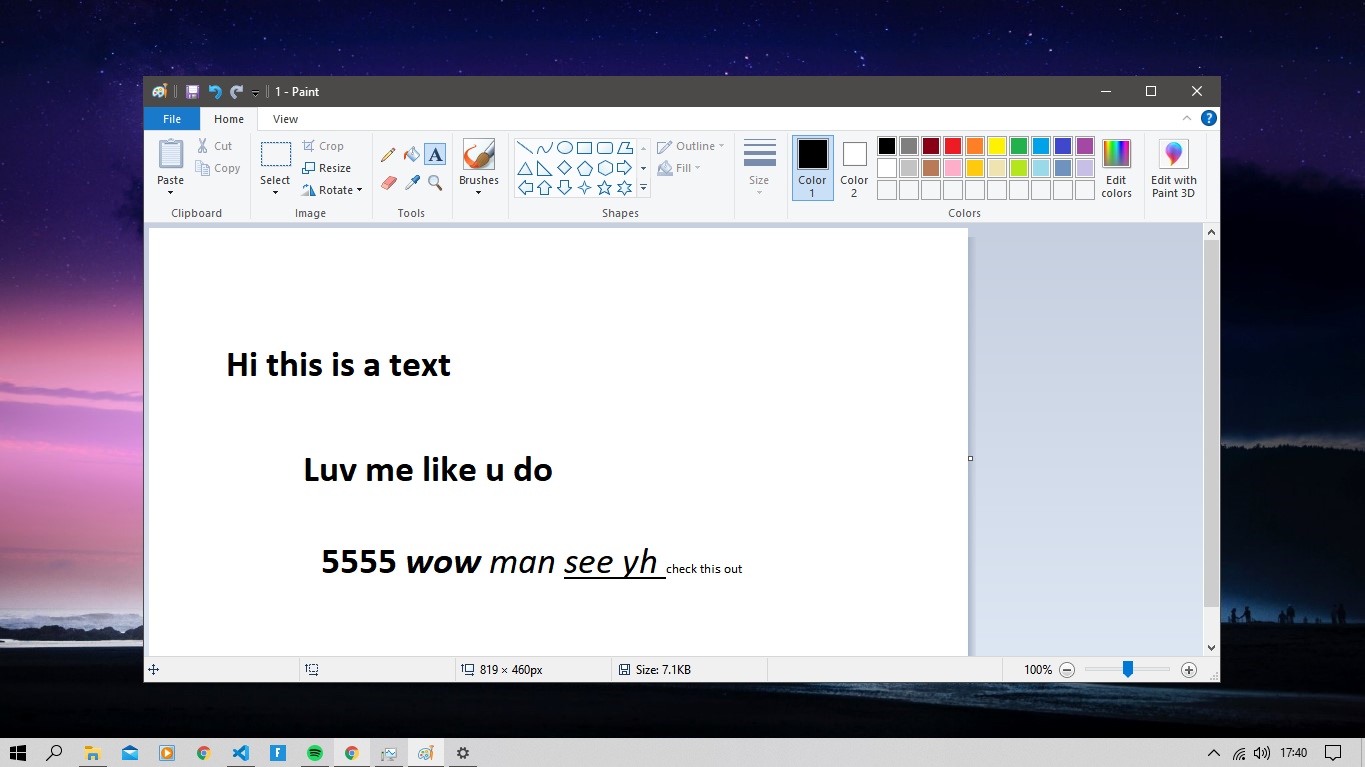 1 - Paint
File Home View
Cut
Copy
Paste
Clipboard
Crop
Resize
Rotate
Select
Image
A
Tools
Brushes
Outline
Fill
Shapes
Size
Color 1
Color 2
Edit colors
Colors
Edit with Paint 3D
Hi this is a text
Luv me like u do
5555 wow man see yh check this out
819 × 460px
Size: 7.1KB
100%
F
17:40